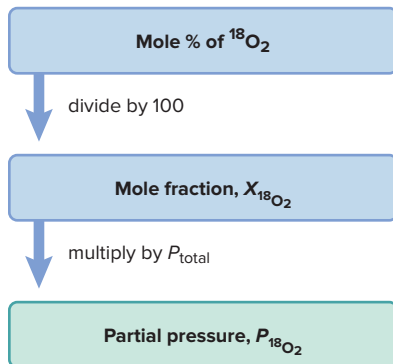 Mole % of ¹⁸O₂
divide by 100
Mole fraction, X₁₈O₂
multiply by Ptotal
Partial pressure, P₁₈O₂